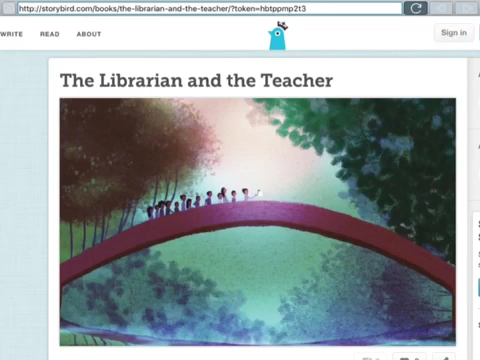 http://storybird.com/books/the-librarian-and-the-teacher/?token=hbtppmp2t3
WRITE READ ABOUT
Sign in
The Librarian and the Teacher